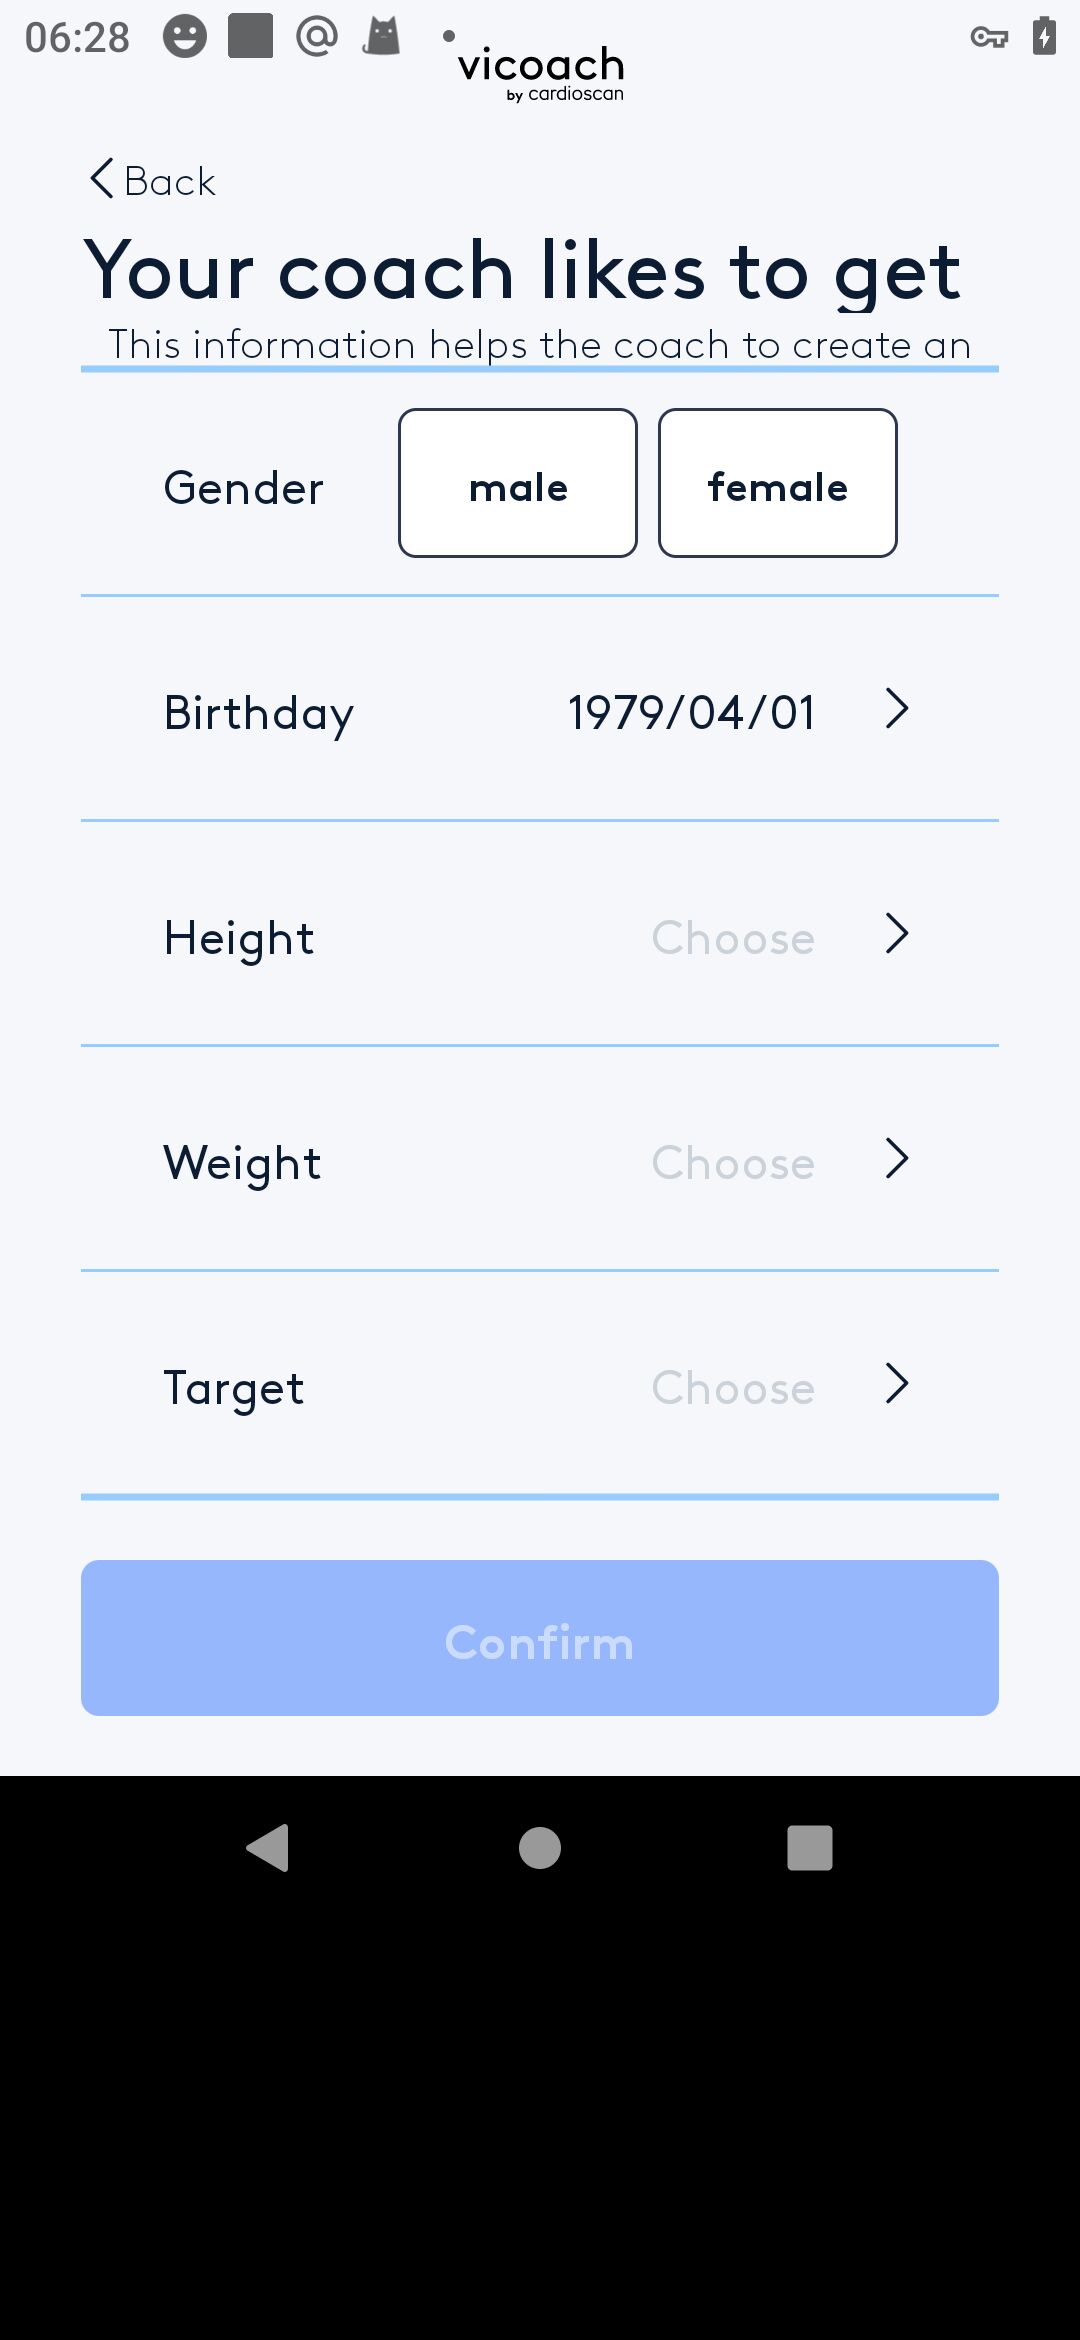 06:28
vicoach
by cardioscan
Back
Your coach likes to get
This information helps the coach to create an
Gender
male
female
Birthday
1979/04/01
Height
Choose
Weight
Choose
Target
Choose
Confirm